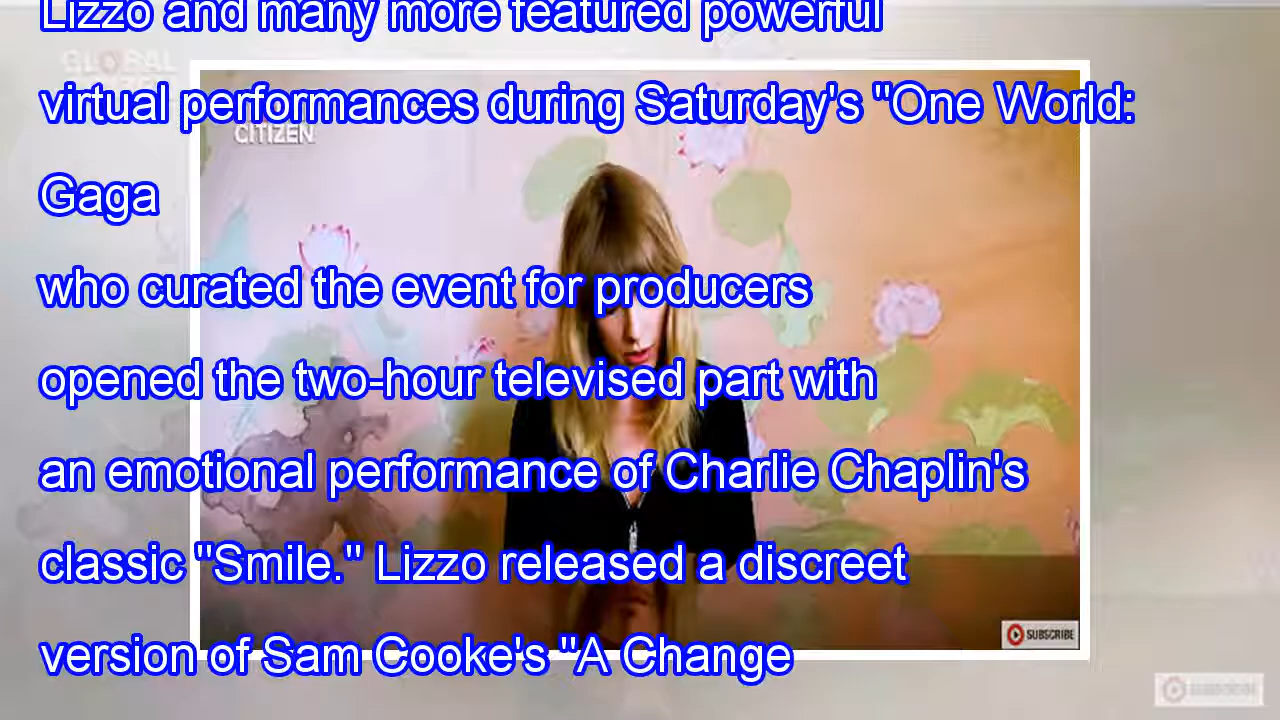 Lizzo and many more featured powerful
GLOBAL
virtual performances during Saturday's "One World:
CITIZEN
Gaga
who curated the event for producers
opened the two-hour televised part with
an emotional performance of Charlie Chaplin's
classic "Smile." Lizzo released a discreet
SUBSCRIBE
version of Sam Cooke's "A Change
SUBSCRIBE